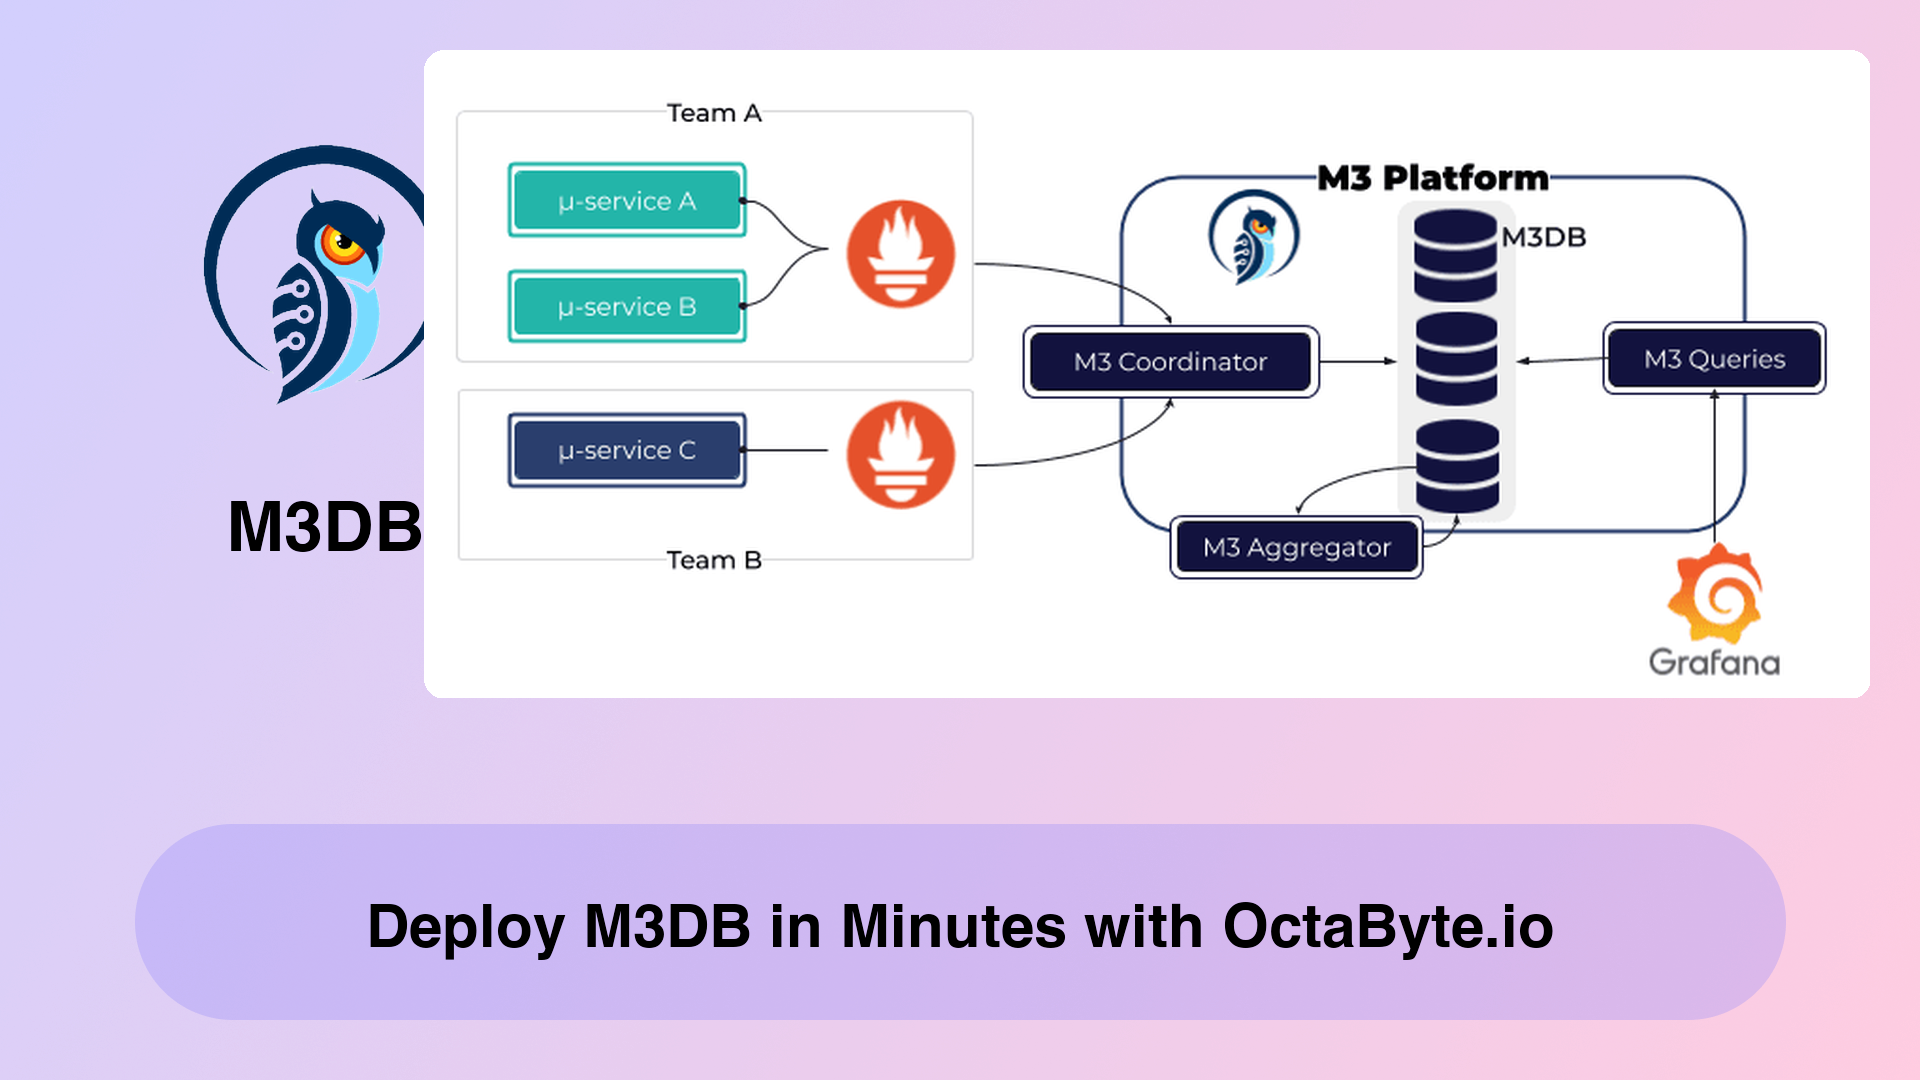 M3DB
Team A
μ-service A
μ-service B
μ-service C
Team B
M3 Platform
M3DB
M3 Coordinator
M3 Queries
M3 Aggregator
Grafana
Deploy M3DB in Minutes with OctaByte.io